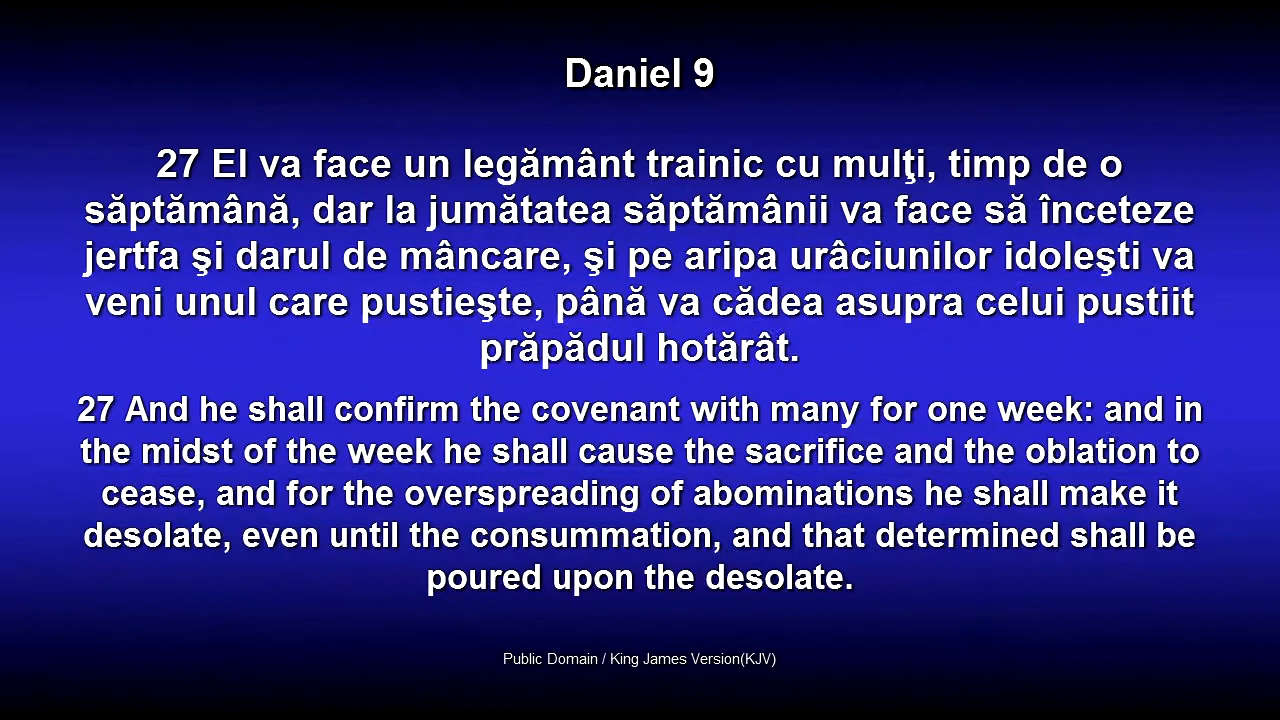 Daniel 9
27 El va face un legământ trainic cu mulţi, timp de o
săptămână, dar la jumătatea săptămânii va face să înceteze
jertfa şi darul de mâncare, şi pe aripa urâciunilor idoleşti va
veni unul care pustieşte, până va cădea asupra celui pustiit
prăpădul hotărât.
27 And he shall confirm the covenant with many for one week: and in
the midst of the week he shall cause the sacrifice and the oblation to
cease, and for the overspreading of abominations he shall make it
desolate, even until the consummation, and that determined shall be
poured upon the desolate.
Public Domain / King James Version(KJV)